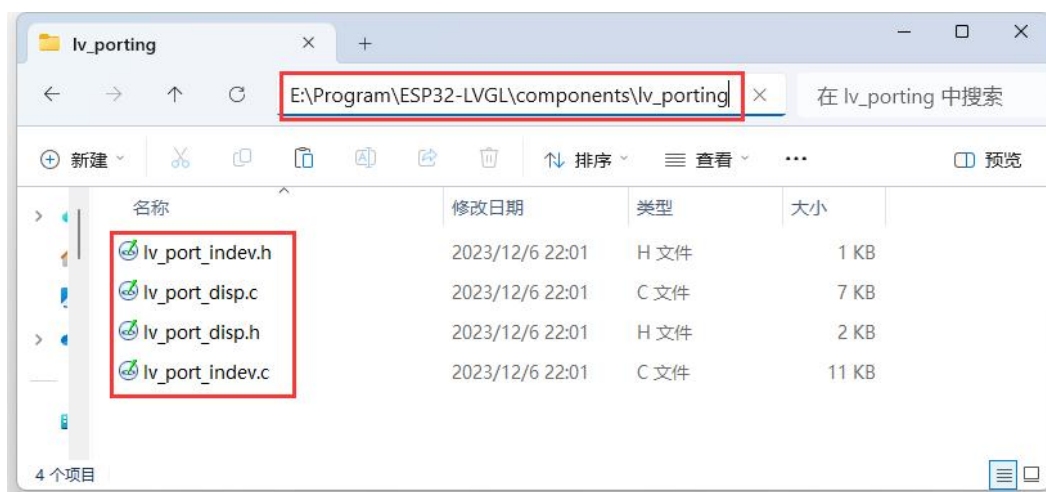 lv_porting
E:\Program\ESP32-LVGL\components\lv_porting
在 lv_porting 中搜索
新建 排序 查看 ... 预览
名称 修改日期 类型 大小
lv_port_indev.h 2023/12/6 22:01 H 文件 1 KB
lv_port_disp.c 2023/12/6 22:01 C 文件 7 KB
lv_port_disp.h 2023/12/6 22:01 H 文件 2 KB
lv_port_indev.c 2023/12/6 22:01 C 文件 11 KB
4 个项目